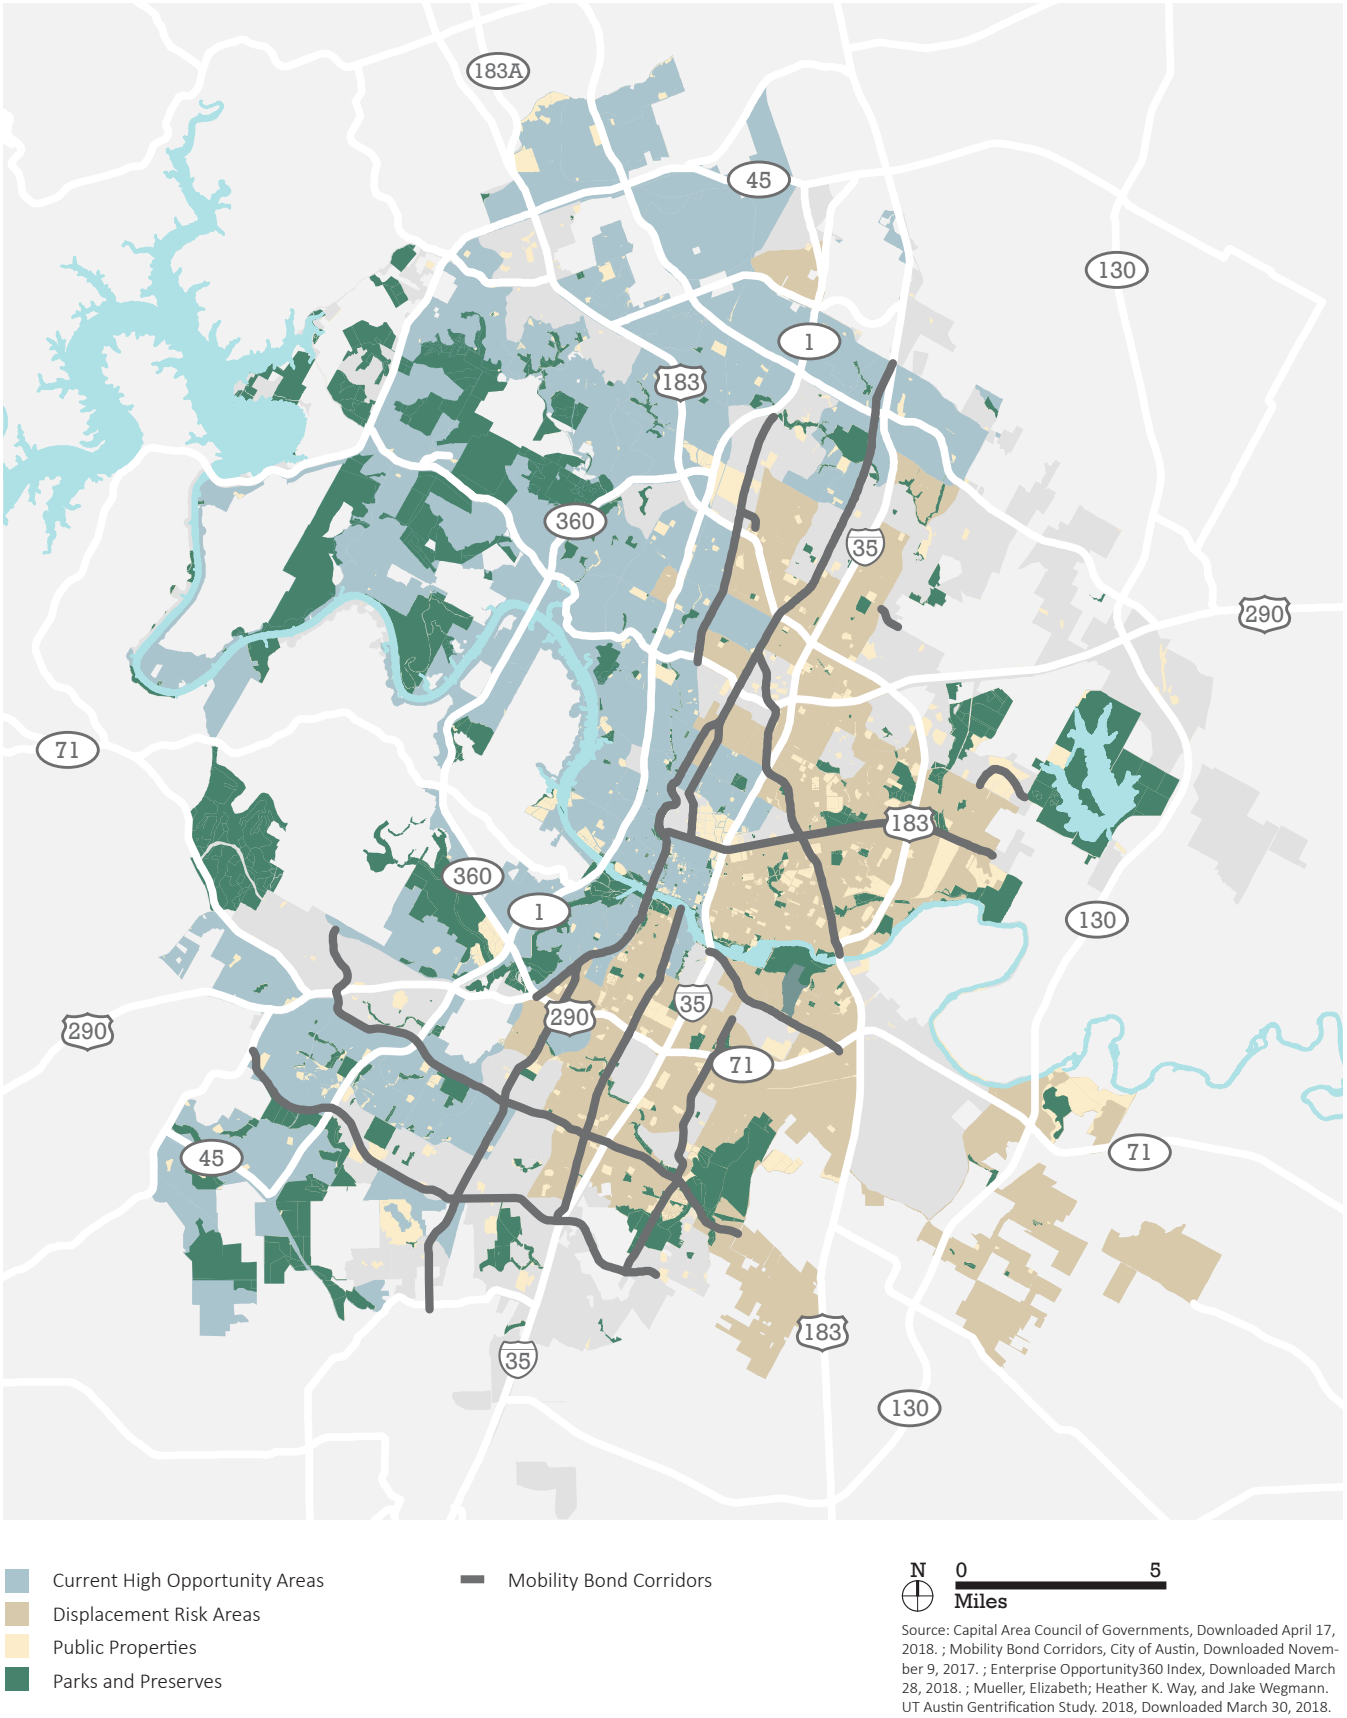 183A
45
130
1
183
360
35
290
71
183
360
1
130
35
290
290
71
71
45
183
35
130
Current High Opportunity Areas
Displacement Risk Areas
Public Properties
Parks and Preserves
Mobility Bond Corridors
N
0 5
Miles
Source: Capital Area Council of Governments, Downloaded April 17,
2018. ; Mobility Bond Corridors, City of Austin, Downloaded Novem-
ber 9, 2017. ; Enterprise Opportunity360 Index, Downloaded March
28, 2018. ; Mueller, Elizabeth; Heather K. Way, and Jake Wegmann.
UT Austin Gentrification Study. 2018, Downloaded March 30, 2018.